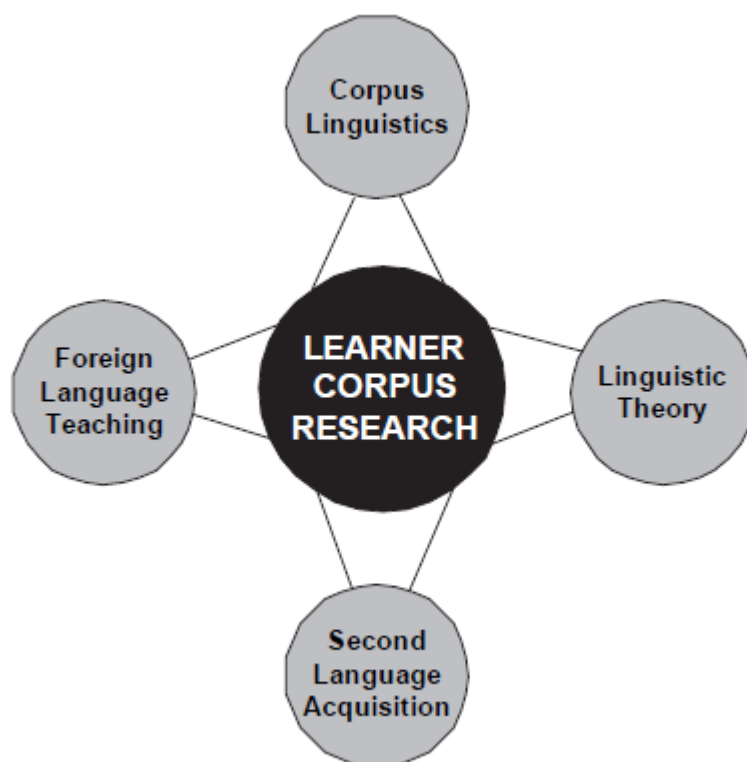 Corpus
Linguistics
Foreign
Language
Teaching
LEARNER
CORPUS
RESEARCH
Linguistic
Theory
Second
Language
Acquisition